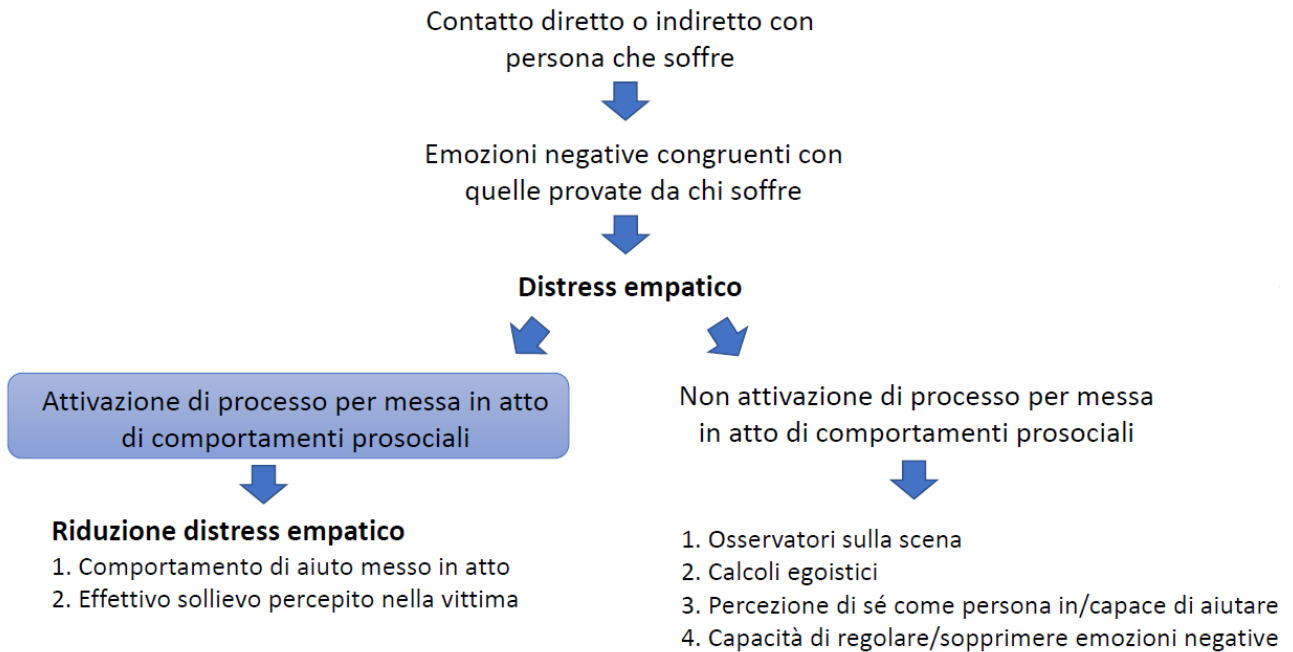 Contatto diretto o indiretto con
persona che soffre
Emozioni negative congruenti con
quelle provate da chi soffre
Distress empatico
Attivazione di processo per messa in atto
di comportamenti prosociali
Non attivazione di processo per messa
in atto di comportamenti prosociali
Riduzione distress empatico
1. Comportamento di aiuto messo in atto
2. Effettivo sollievo percepito nella vittima
1. Osservatori sulla scena
2. Calcoli egoistici
3. Percezione di sé come persona in/capace di aiutare
4. Capacità di regolare/sopprimere emozioni negative